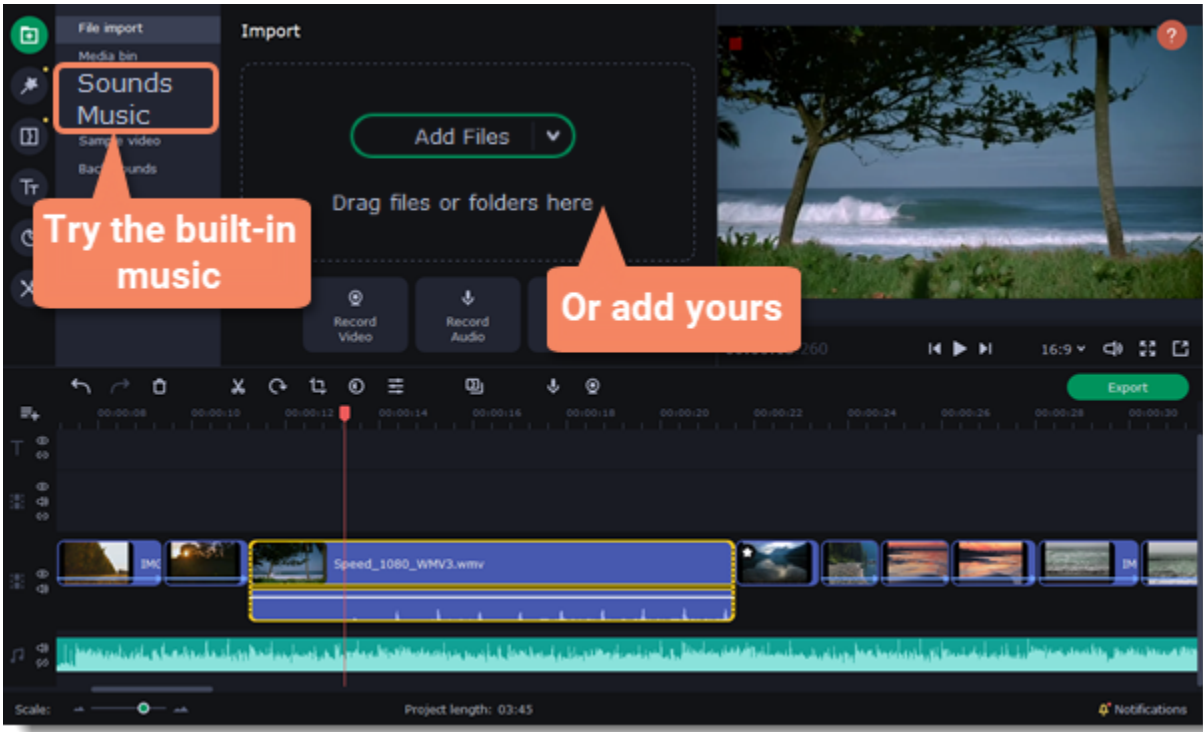 File import
Import
Media bin
Sounds
Music
Sample video
Add Files
Drag files or folders here
Try the built-in
music
Or add yours
Record
Video
Record
Audio
16:9
Export
00:00:08 00:00:10 00:00:12 00:00:14 00:00:16 00:00:18 00:00:20 00:00:22 00:00:24 00:00:26 00:00:28 00:00:30
IMG
Speed_1080_WMV3.wmv
IM
Scale:
Project length: 03:45
Notifications